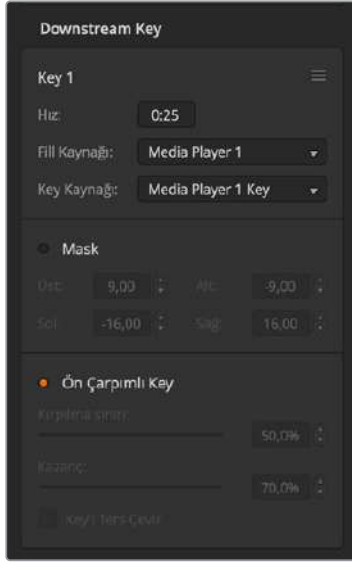 Downstream Key
Key 1
Hız: 0:25
Fill Kaynağı: Media Player 1
Key Kaynağı: Media Player 1 Key
Mask
Üst: 9,00 Alt: -9,00
Sol: -16,00 Sağ: 16,00
Ön Çarpımlı Key
Kırpılma sınırı:
50,0%
Kazanç:
70,0%
Key'i Ters Çevir